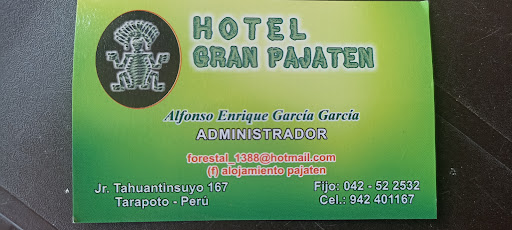 HOTEL
GRAN PAJATEN
Alfonso Enrique García García
ADMINISTRADOR
forestal_1388@hotmail.com
(f) alojamiento pajaten
Jr. Tahuantinsuyo 167
Tarapoto - Perú
Fijo: 042 - 52 2532
Cel.: 942 401167